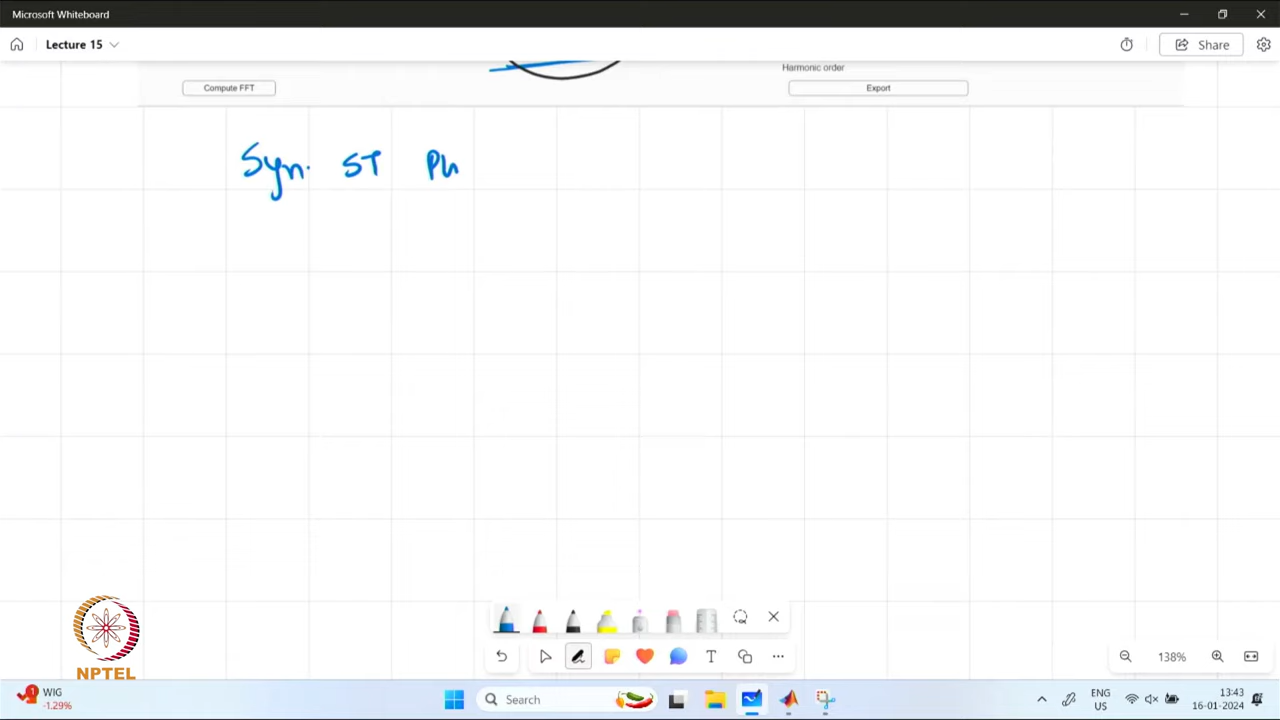 Microsoft Whiteboard
Lecture 15
Share
Harmonic order
Compute FFT
Export
Syn. ST Ph
NPTEL
138%
1
WIG
-1.29%
Search
ENG
US
13:43
16-01-2024